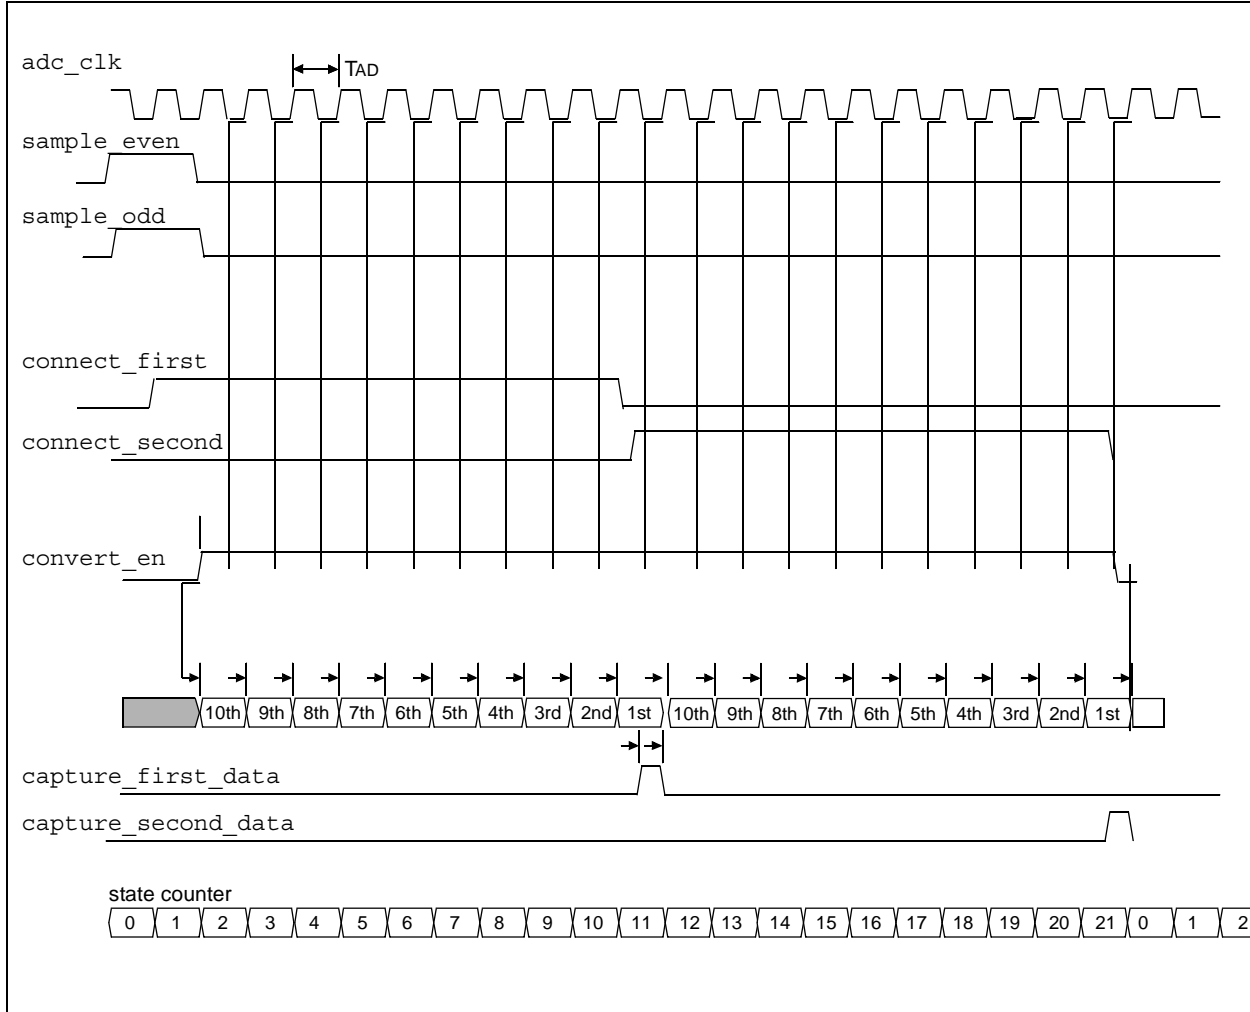 adc_clk
TAD
sample_even
sample_odd
connect_first
connect_second
convert_en
10th 9th 8th 7th 6th 5th 4th 3rd 2nd 1st 10th 9th 8th 7th 6th 5th 4th 3rd 2nd 1st
capture_first_data
capture_second_data
state counter
0 1 2 3 4 5 6 7 8 9 10 11 12 13 14 15 16 17 18 19 20 21 0 1 2